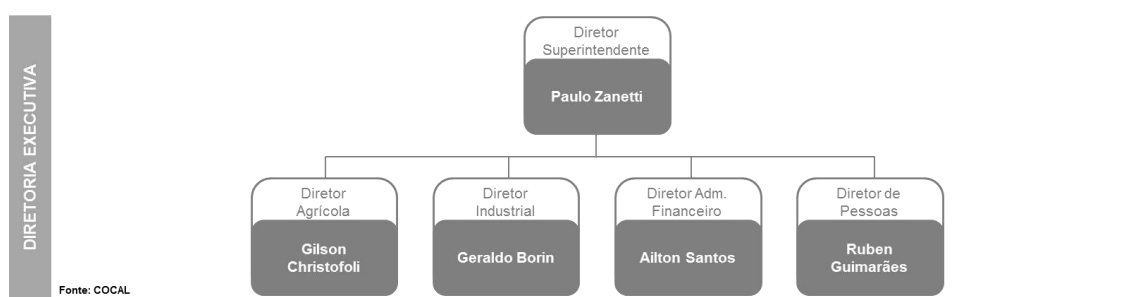 DIRETORIA EXECUTIVA
Diretor
Superintendente
Paulo Zanetti
Diretor
Agrícola
Gilson
Christofoli
Diretor
Industrial
Geraldo Borin
Diretor Adm.
Financeiro
Ailton Santos
Diretor de
Pessoas
Ruben
Guimarães
Fonte: COCAL